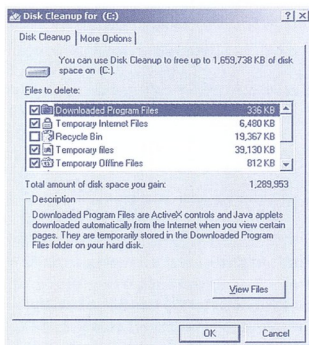 Disk Cleanup for (C:)
Disk Cleanup
More Options
You can use Disk Cleanup to free up to 1,659,738 KB of disk
space on (C:).
Files to delete:
Downloaded Program Files 336 KB
Temporary Internet Files 6,480 KB
Recycle Bin 19,367 KB
Temporary files 39,130 KB
Temporary Offline Files 812 KB
Total amount of disk space you gain: 1,289,953
Description
Downloaded Program Files are ActiveX controls and Java applets
downloaded automatically from the Internet when you view certain
pages. They are temporarily stored in the Downloaded Program
Files folder on your hard disk.
View Files
OK
Cancel